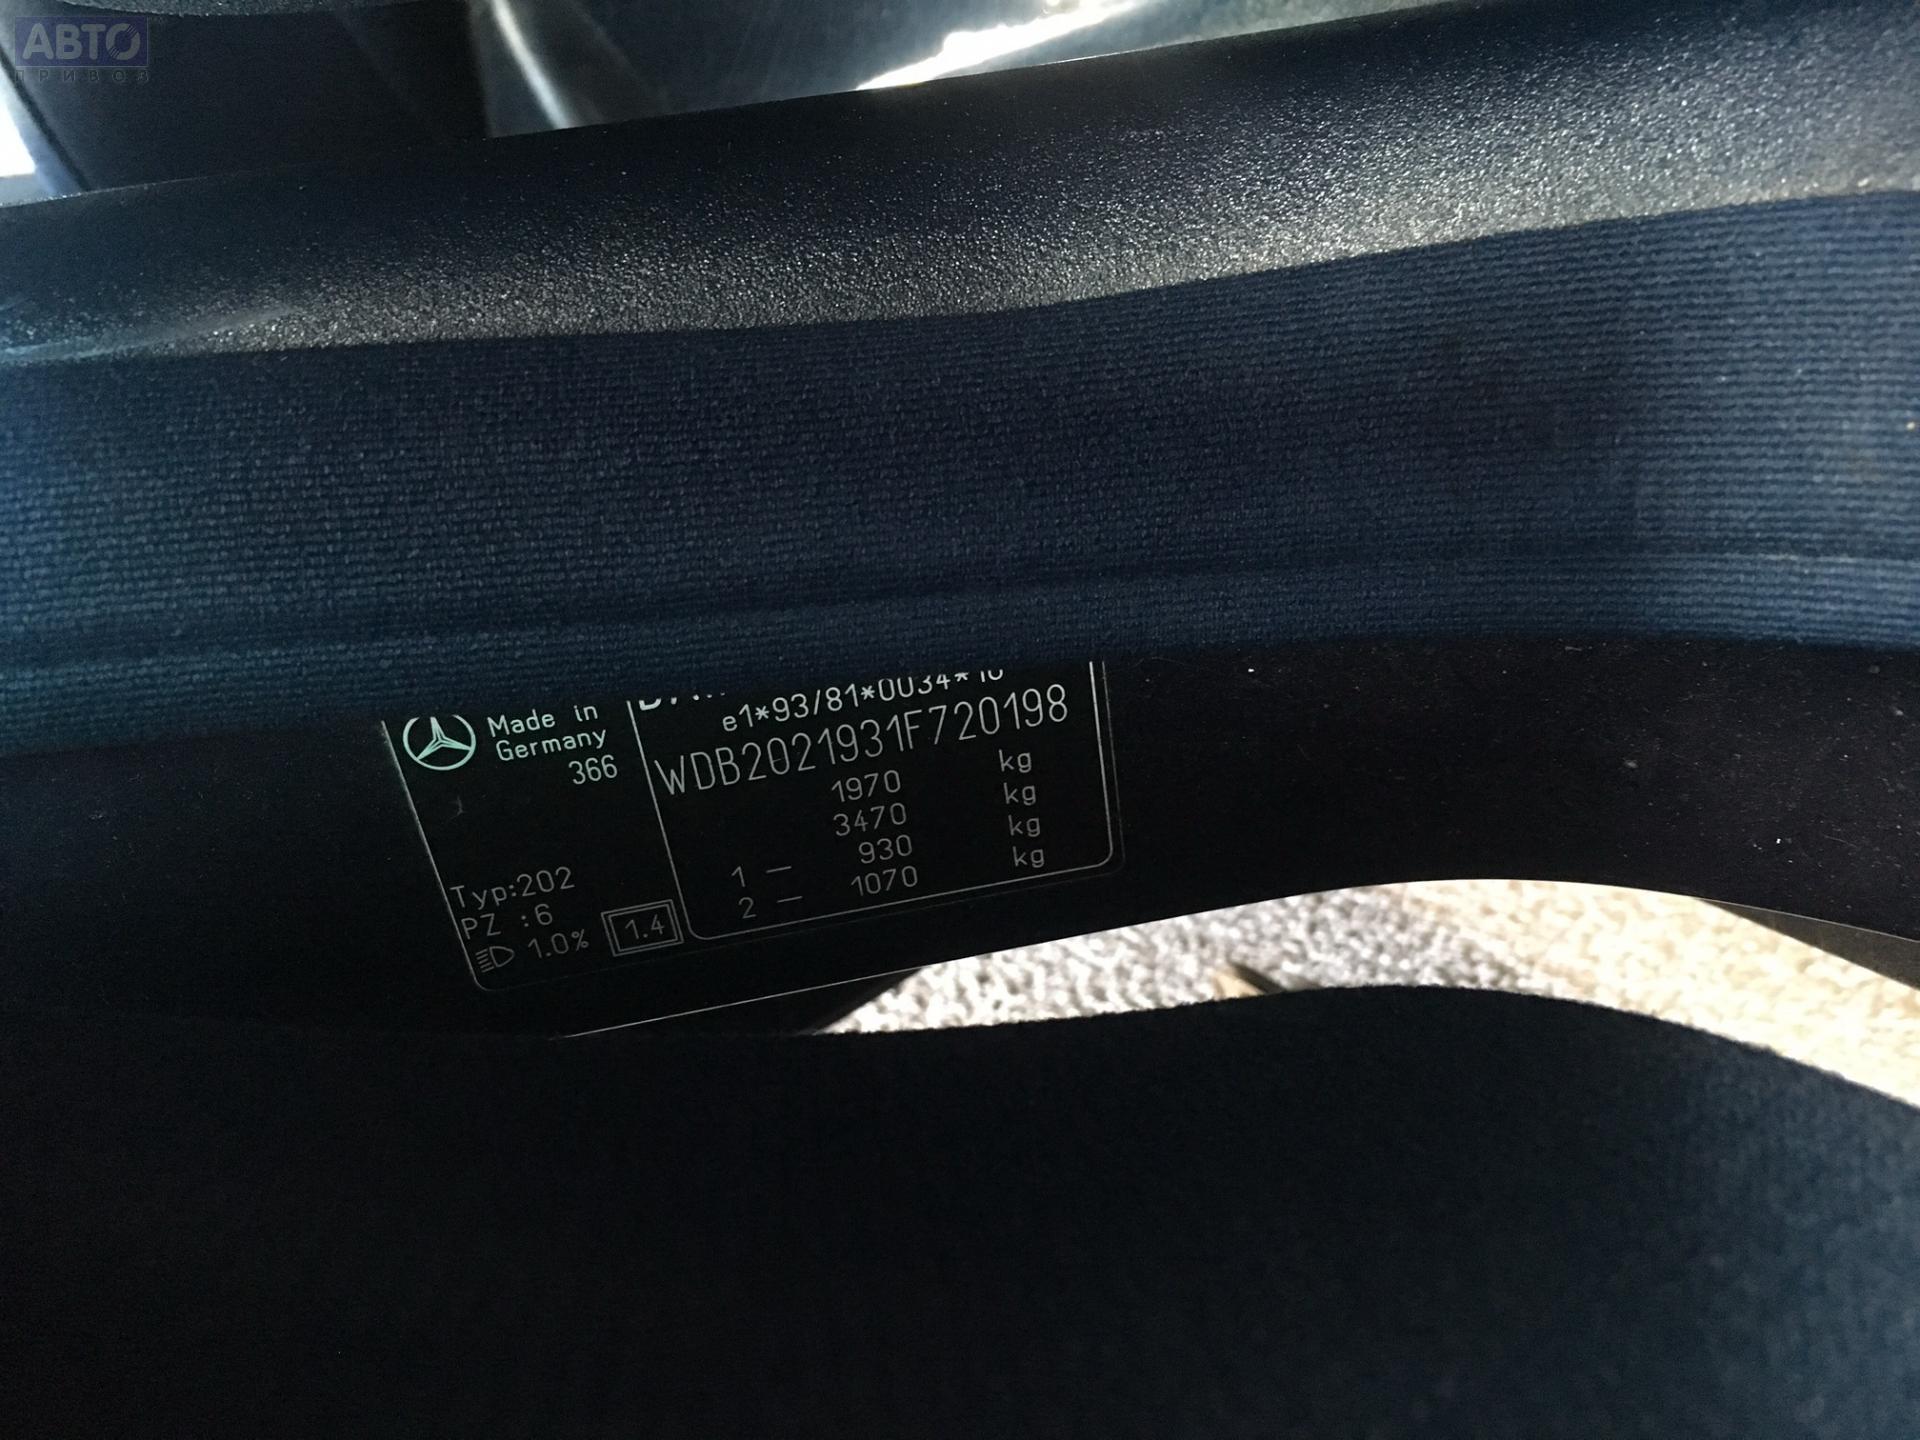 АВТО
ПРИВОЗ
Made in
Germany
366
Typ:202
PZ :6
1.0%
1.4
e1*93/81*0034*10
WDB2021931F720198
1970 kg
3470 kg
1 – 930 kg
2 – 1070 kg